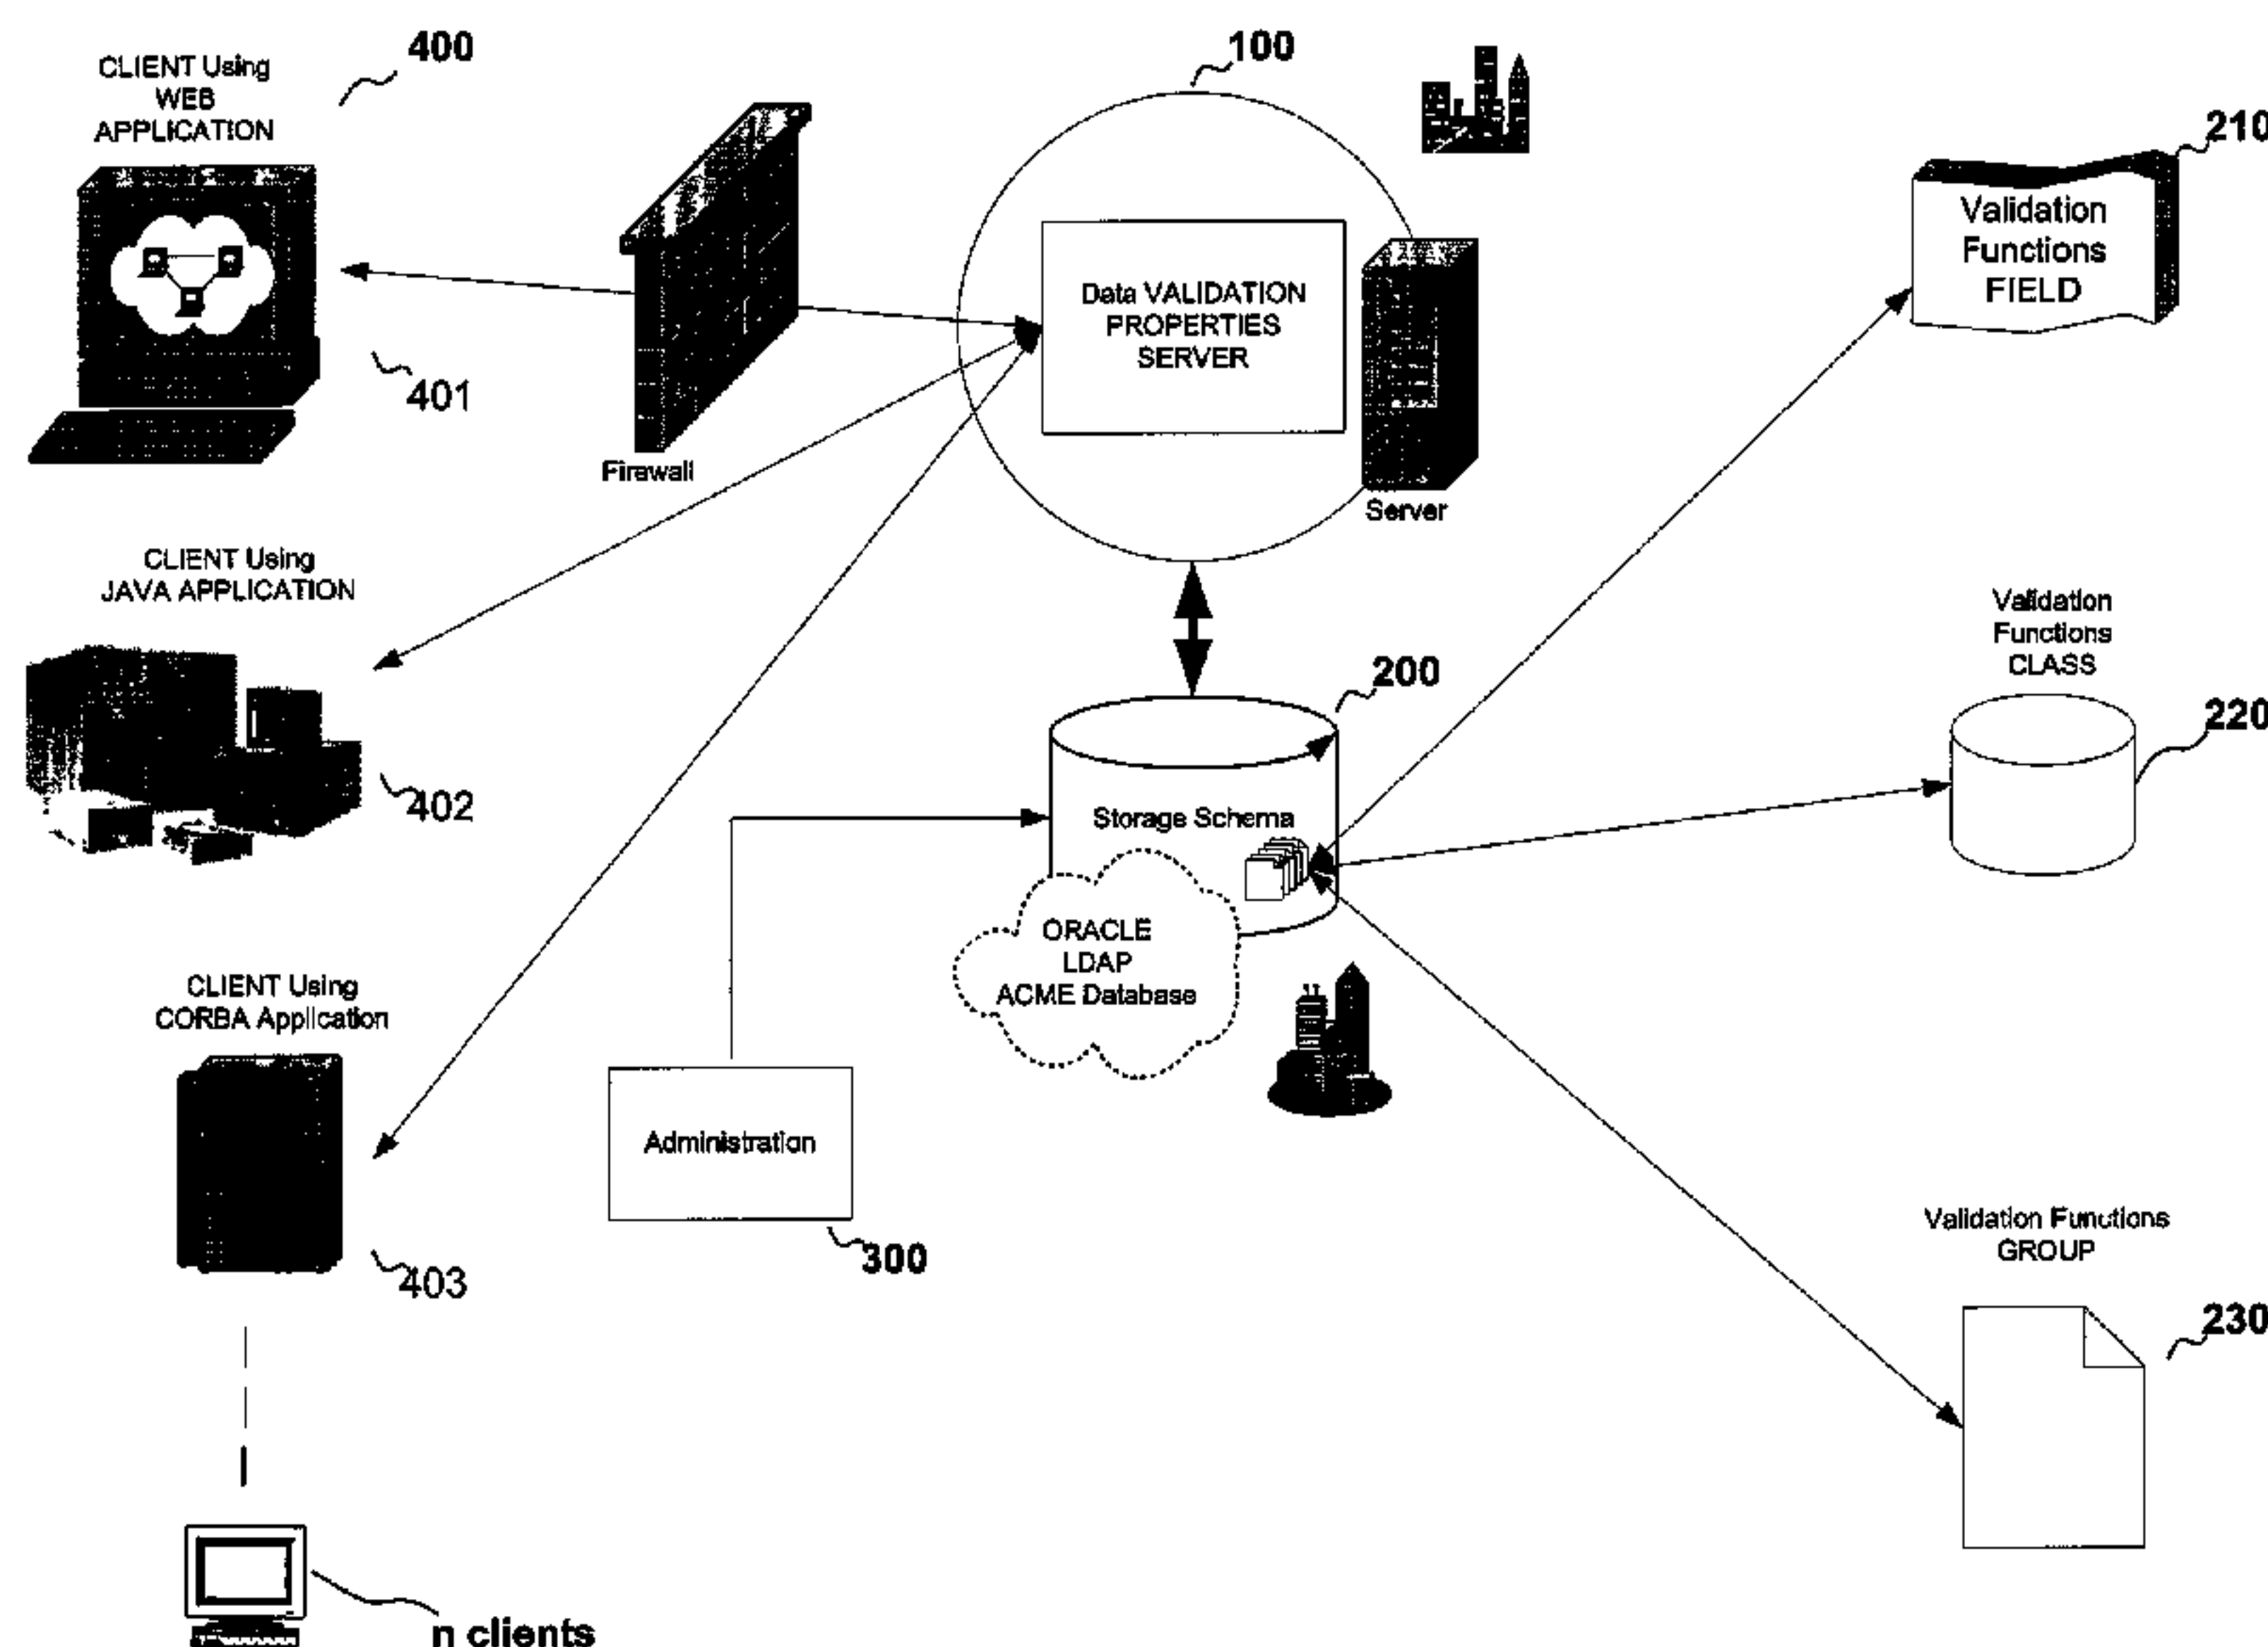 400
CLIENT Using
WEB
APPLICATION
401
Firewall
100
Data VALIDATION
PROPERTIES
SERVER
Server
210
Validation
Functions
FIELD
CLIENT Using
JAVA APPLICATION
402
200
Storage Schema
ORACLE
LDAP
ACME Database
Validation
Functions
CLASS
220
CLIENT Using
CORBA Application
403
Administration
300
Validation Functions
GROUP
230
n clients